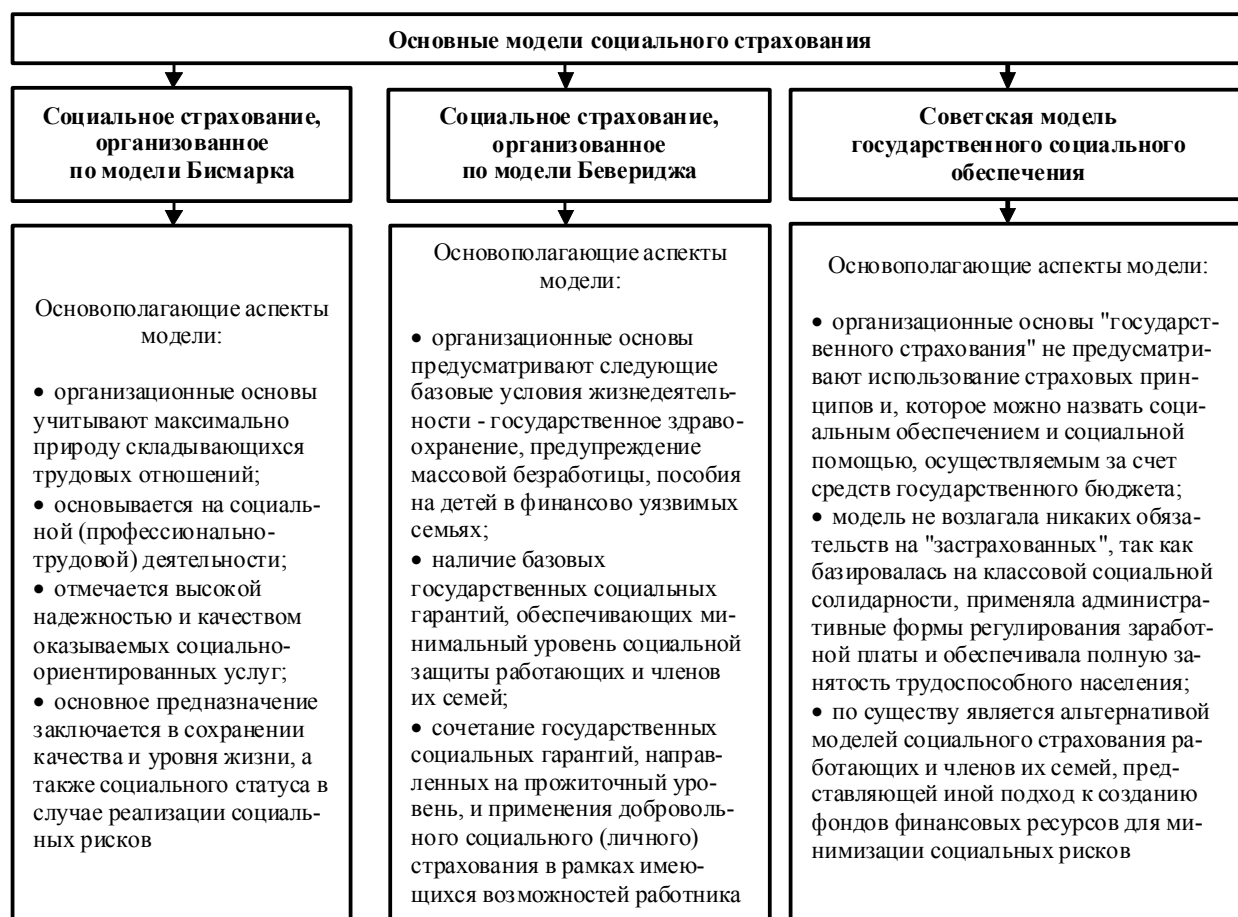 Основные модели социального страхования
Социальное страхование,
организованное
по модели Бисмарка
Социальное страхование,
организованное
по модели Бевериджа
Советская модель
государственного социального
обеспечения
Основополагающие аспекты
модели:
• организационные основы
учитывают максимально
природу складывающихся
трудовых отношений;
• основывается на социаль-
ной (профессионально-
трудовой) деятельности;
• отмечается высокой
надежностью и качеством
оказываемых социально-
ориентированных услуг;
• основное предназначение
заключается в сохранении
качества и уровня жизни, а
также социального статуса в
случае реализации социаль-
ных рисков
Основополагающие аспекты
модели:
• организационные основы
предусматривают следующие
базовые условия жизнедеятель-
ности - государственное здраво-
охранение, предупреждение
массовой безработицы, пособия
на детей в финансово уязвимых
семьях;
• наличие базовых
государственных социальных
гарантий, обеспечивающих ми-
нимальный уровень социальной
защиты работающих и членов
их семей;
• сочетание государственных
социальных гарантий, направ-
ленных на прожиточный уро-
вень, и применения доброволь-
ного социального (личного)
страхования в рамках имею-
щихся возможностей работника
Основополагающие аспекты модели:
• организационные основы "государст-
венного страхования" не предусматри-
вают использование страховых прин-
ципов и, которое можно назвать соци-
альным обеспечением и социальной
помощью, осуществляемым за счет
средств государственного бюджета;
• модель не возлагала никаких обяза-
тельств на "застрахованных", так как
базировалась на классовой социальной
солидарности, применяла администра-
тивные формы регулирования заработ-
ной платы и обеспечивала полную за-
нятость трудоспособного населения;
• по существу является альтернативой
моделей социального страхования ра-
ботающих и членов их семей, пред-
ставляющей иной подход к созданию
фондов финансовых ресурсов для ми-
нимизации социальных рисков